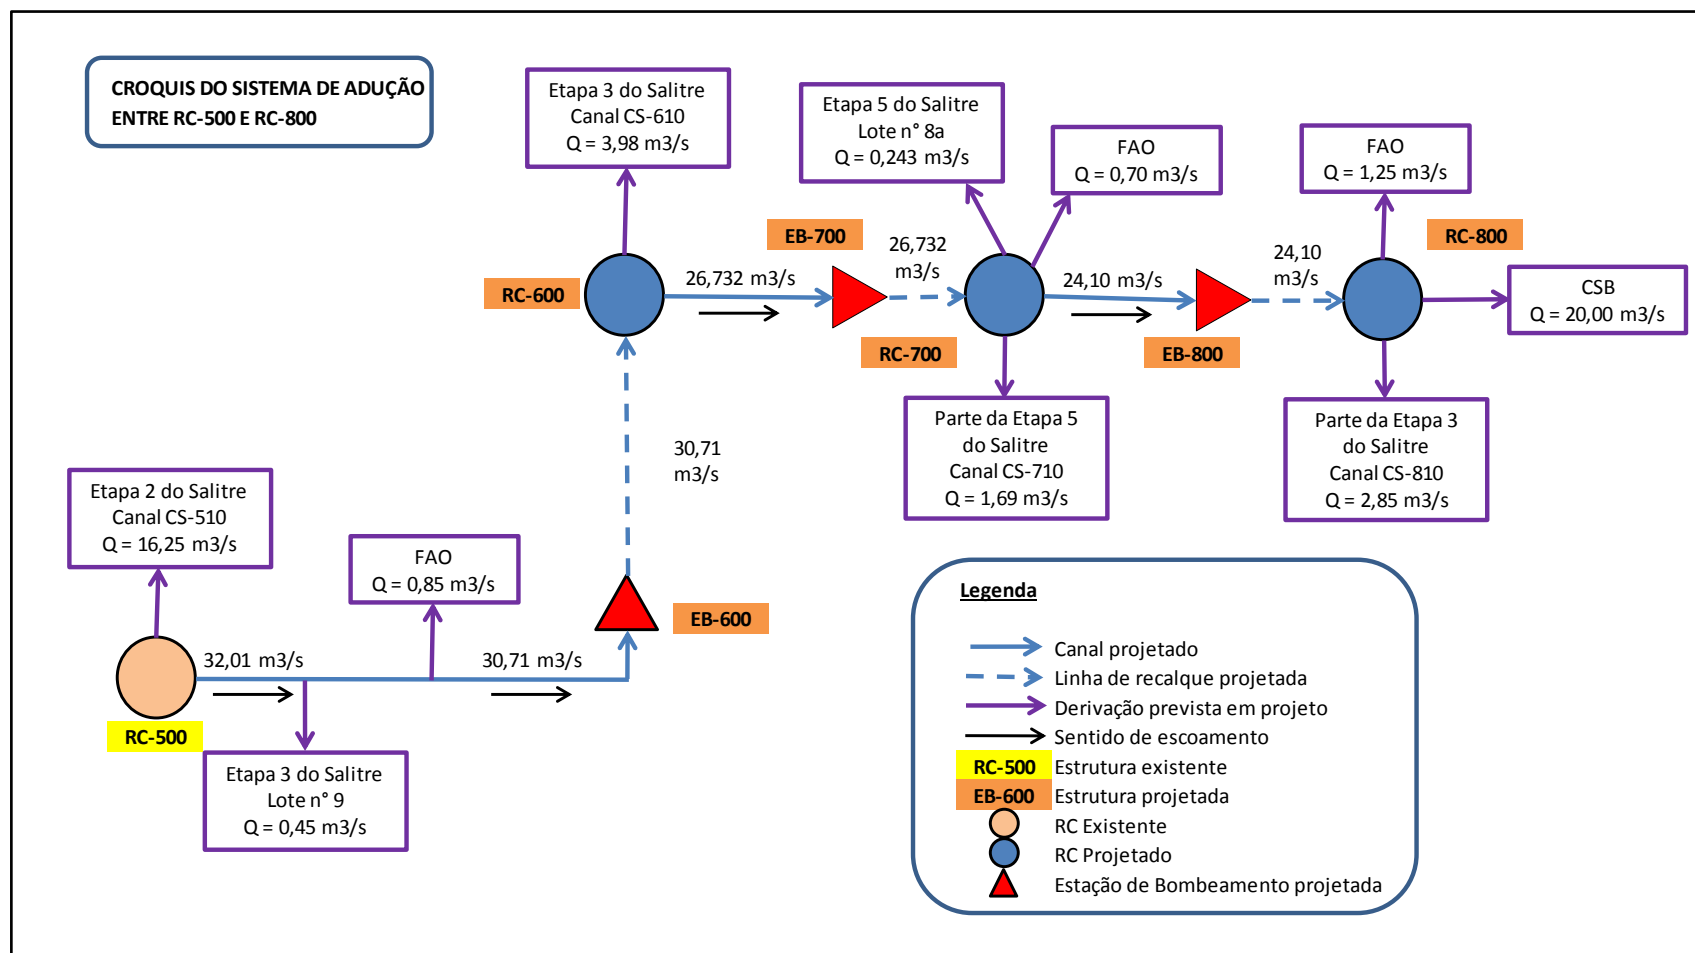 CROQUIS DO SISTEMA DE ADUÇÃO
ENTRE RC-500 E RC-800
Etapa 3 do Salitre
Canal CS-610
Q = 3,98 m3/s
Etapa 5 do Salitre
Lote n° 8a
Q = 0,243 m3/s
FAO
Q = 0,70 m3/s
FAO
Q = 1,25 m3/s
EB-700
RC-800
RC-600
26,732 m3/s
26,732
m3/s
24,10 m3/s
24,10
m3/s
CSB
Q = 20,00 m3/s
RC-700
EB-800
Parte da Etapa 5
do Salitre
Canal CS-710
Q = 1,69 m3/s
Parte da Etapa 3
do Salitre
Canal CS-810
Q = 2,85 m3/s
30,71
m3/s
Etapa 2 do Salitre
Canal CS-510
Q = 16,25 m3/s
FAO
Q = 0,85 m3/s
EB-600
32,01 m3/s
30,71 m3/s
RC-500
Etapa 3 do Salitre
Lote n° 9
Q = 0,45 m3/s
Legenda
Canal projetado
Linha de recalque projetada
Derivação prevista em projeto
Sentido de escoamento
RC-500 Estrutura existente
EB-600 Estrutura projetada
RC Existente
RC Projetado
Estação de Bombeamento projetada